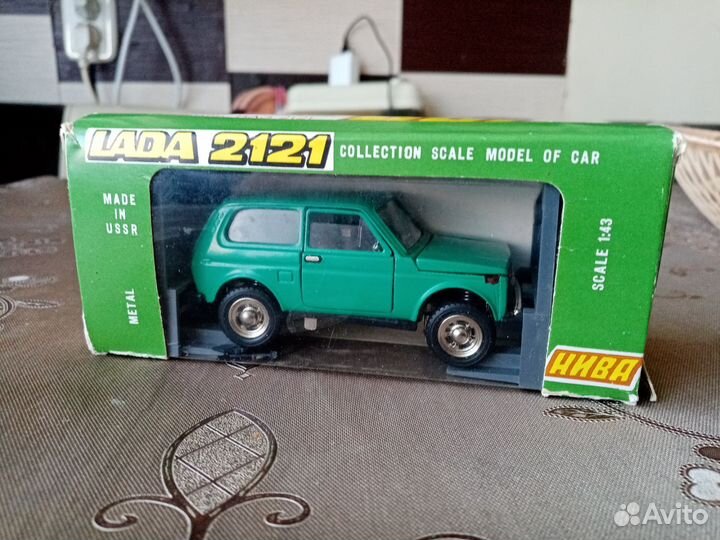 LADA 2121
COLLECTION SCALE MODEL OF CAR
MADE
IN
USSR
METAL
SCALE 1:43
НИВА
Avito